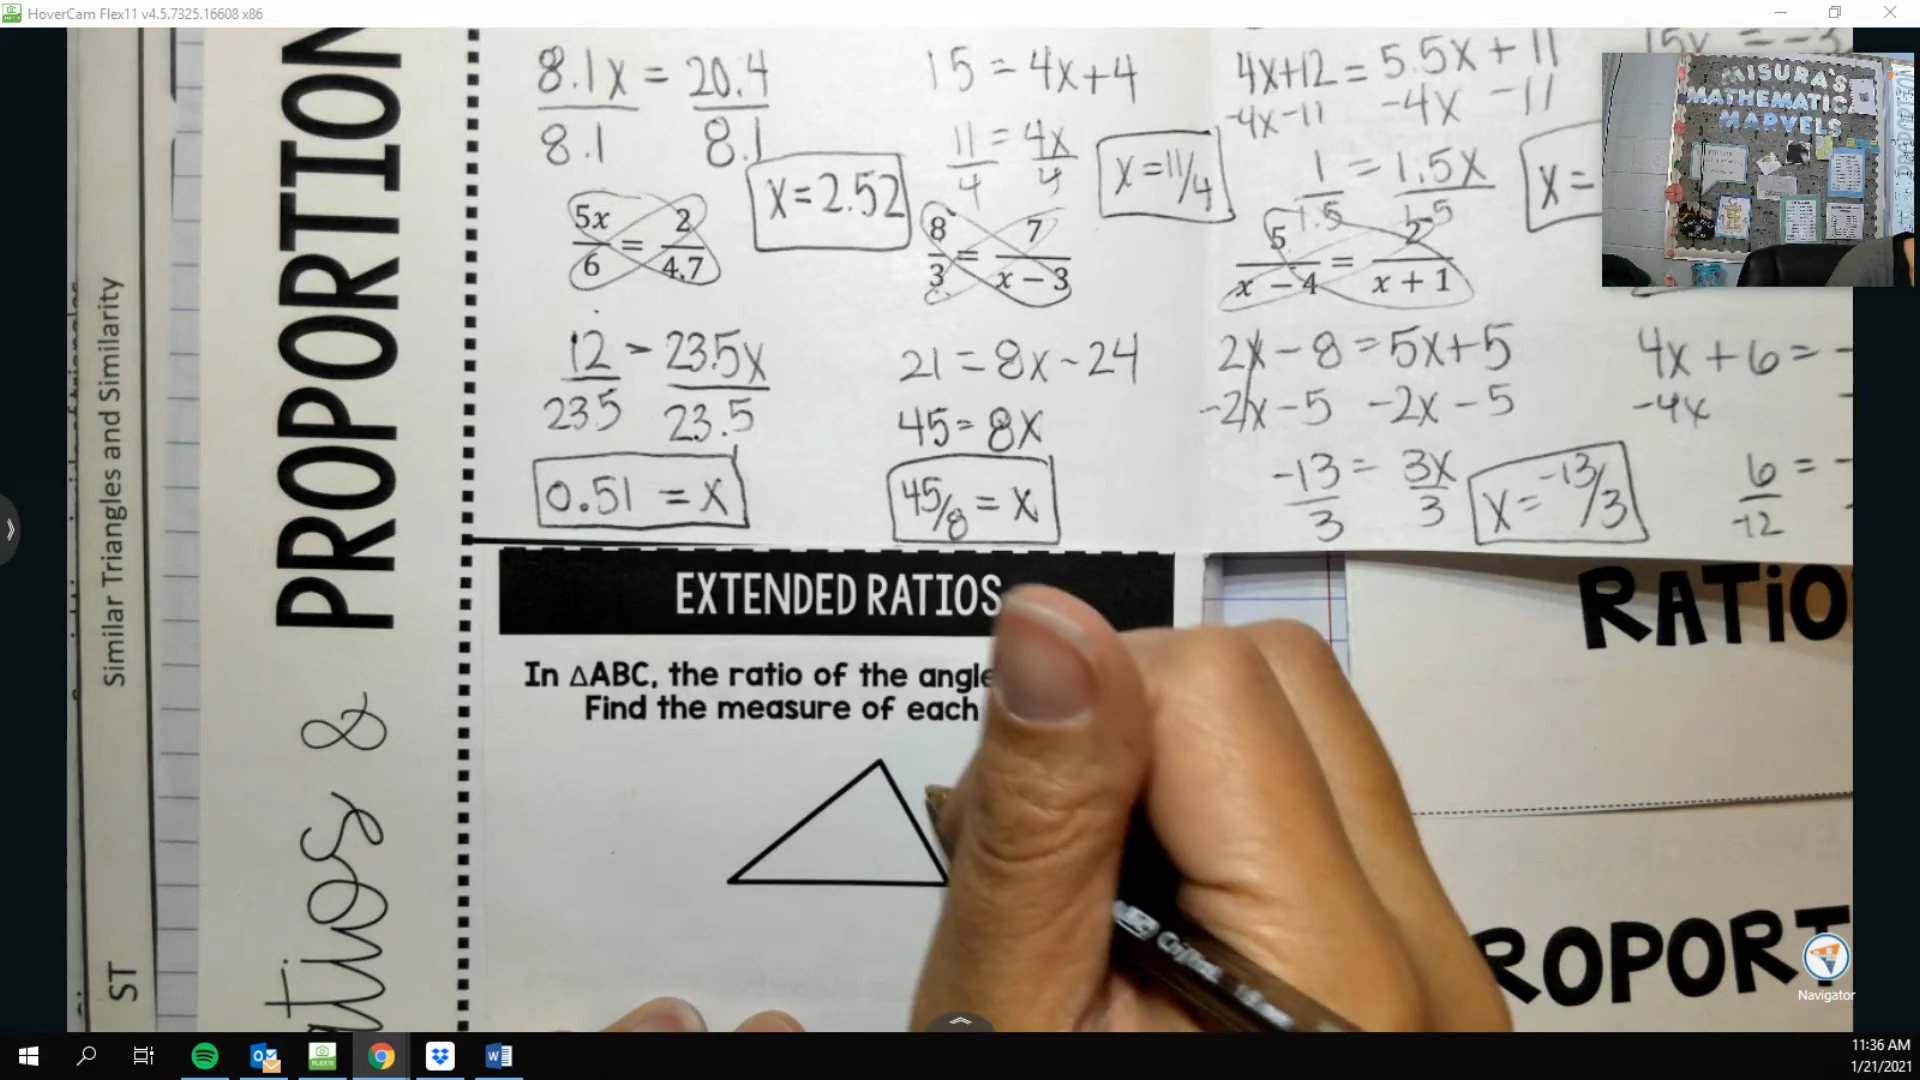 HoverCam Flex11 v4.5.7325.16608 x86
8.1x = 20.4
8.1 8.1
x = 2.52
15 = 4x+4
11 = 4x
4 4
x = 11/4
4x+12 = 5.5x + 11
-4x-11 -4x -11
1 = 1.5x
1.5 1.5
x =
MISURA'S
MATHEMATIC
MARVELS
5x 2
6 = 4.7
8 7
3 = x − 3
5 2
x − 4 = x + 1
12 = 23.5x
23.5 23.5
0.51 = x
21 = 8x - 24
45 = 8x
45/8 = x
2x - 8 = 5x+5
-2x - 5 -2x - 5
-13 = 3x
3 3
x = -13/3
4x + 6 = -
-4x
6 = -
-12
EXTENDED RATIOS
In △ABC, the ratio of the angle
Find the measure of each
PROPORTION
&
atios
Similar Triangles and Similarity
ST
RATiO
ROPORT
Navigator
11:36 AM
1/21/2021